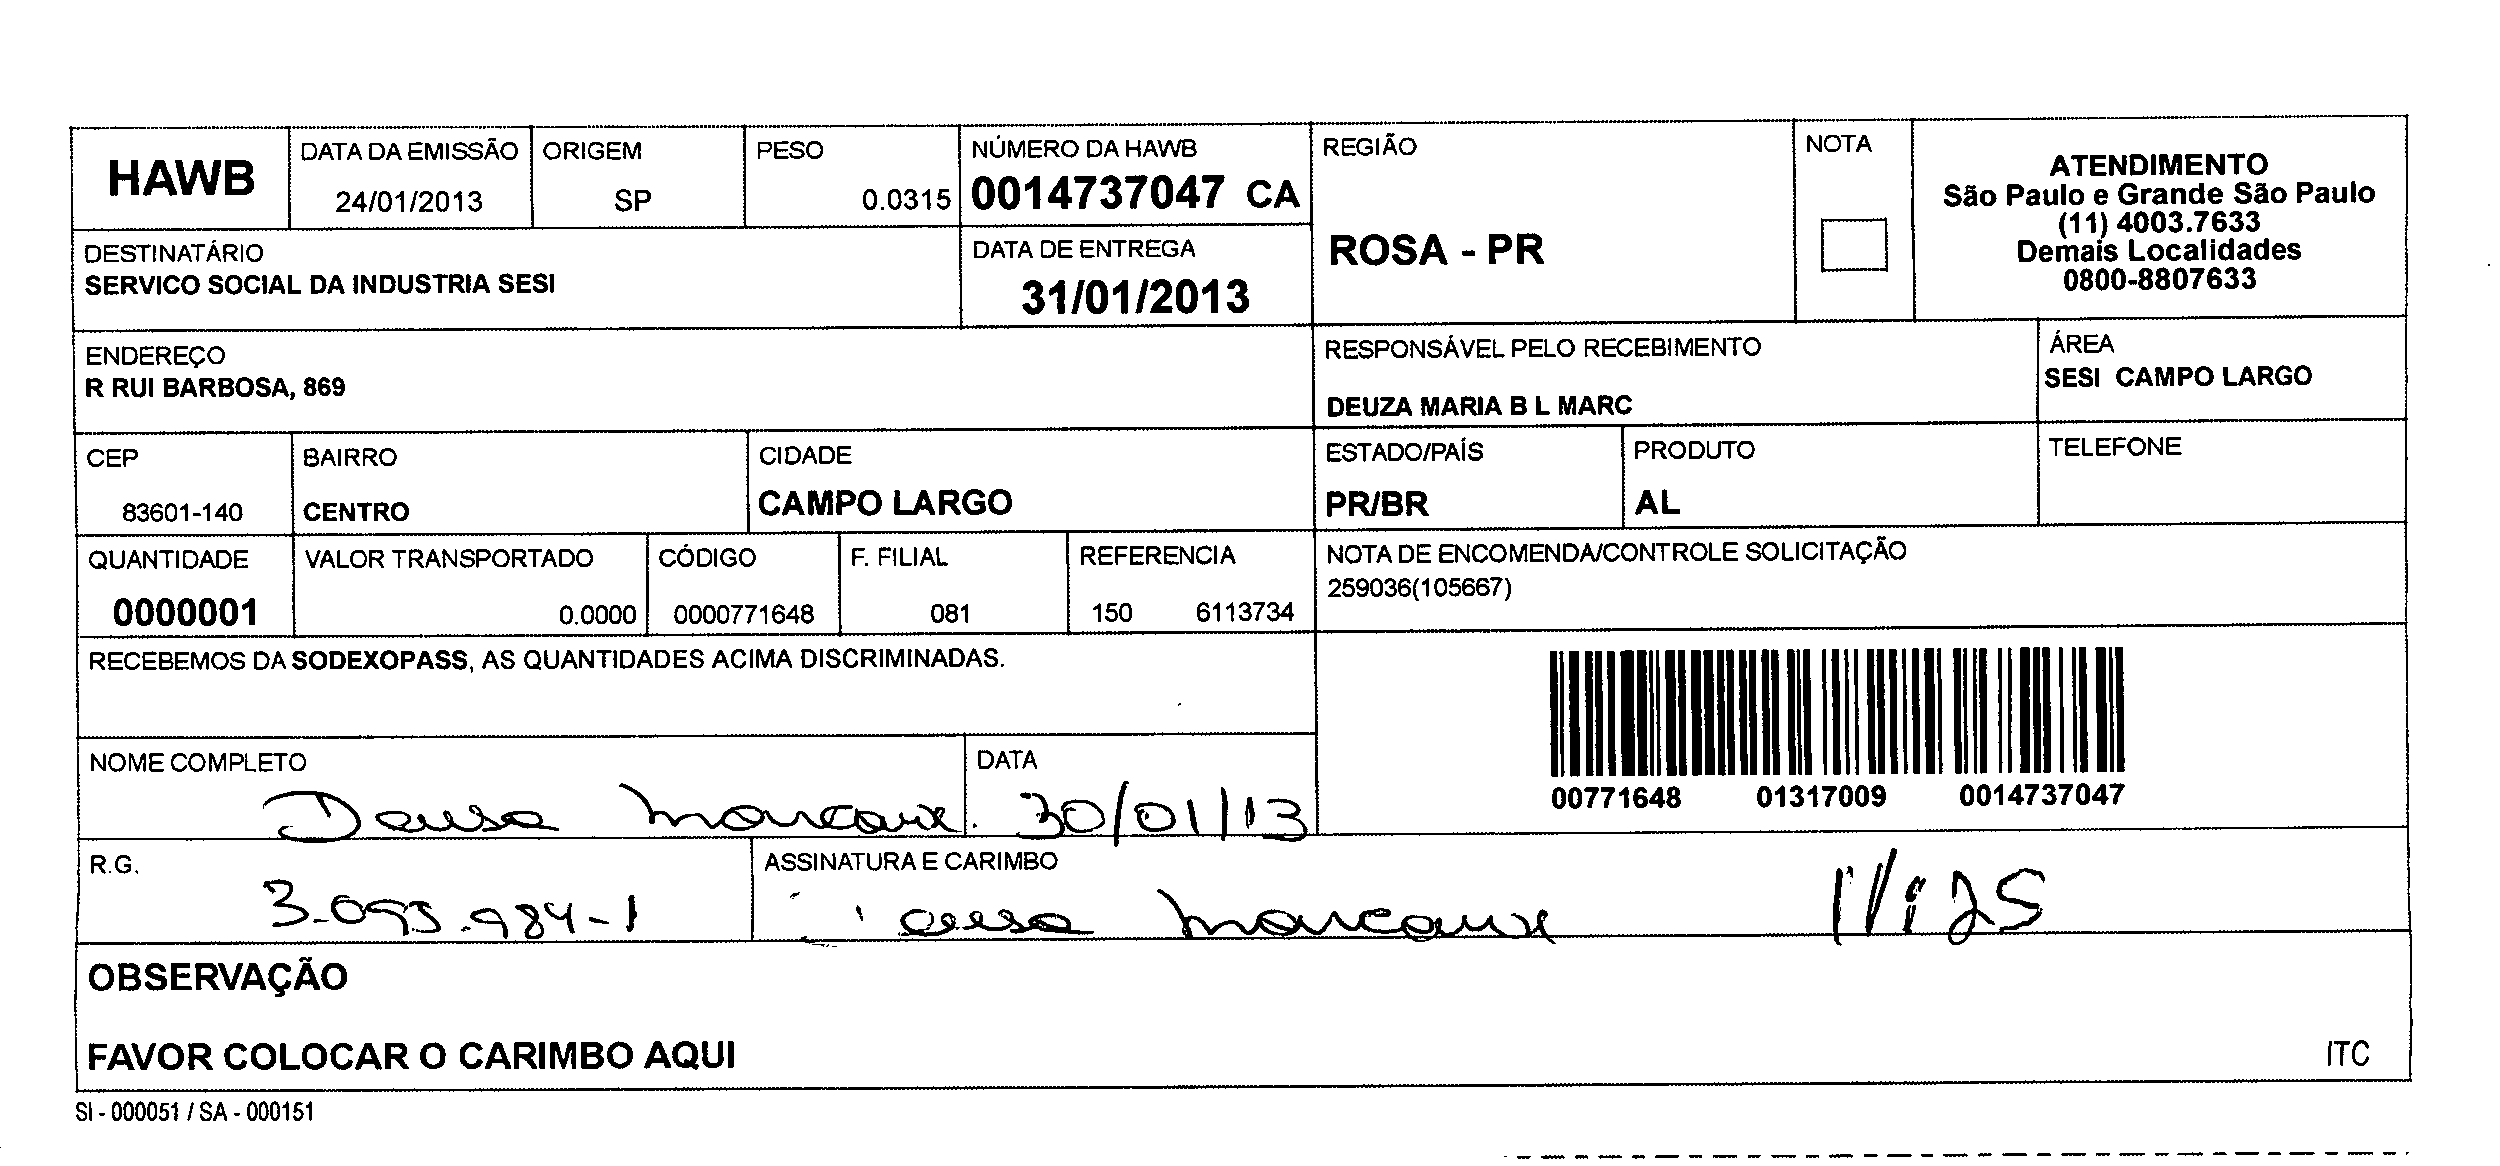 HAWB
DATA DA EMISSÃO
24/01/2013
ORIGEM
SP
PESO
0.0315
NÚMERO DA HAWB
0014737047 CA
REGIÃO
ROSA - PR
NOTA
ATENDIMENTO
São Paulo e Grande São Paulo
(11) 4003.7633
Demais Localidades
0800-8807633
DESTINATÁRIO
SERVICO SOCIAL DA INDUSTRIA SESI
DATA DE ENTREGA
31/01/2013
ENDEREÇO
R RUI BARBOSA, 869
RESPONSÁVEL PELO RECEBIMENTO
DEUZA MARIA B L MARC
ÁREA
SESI CAMPO LARGO
CEP
83601-140
BAIRRO
CENTRO
CIDADE
CAMPO LARGO
ESTADO/PAÍS
PR/BR
PRODUTO
AL
TELEFONE
QUANTIDADE
0000001
VALOR TRANSPORTADO
0.0000
CÓDIGO
0000771648
F. FILIAL
081
REFERENCIA
150 6113734
NOTA DE ENCOMENDA/CONTROLE SOLICITAÇÃO
259036(105667)
RECEBEMOS DA SODEXOPASS, AS QUANTIDADES ACIMA DISCRIMINADAS.
00771648 01317009 0014737047
NOME COMPLETO
Deusa
DATA
30/01/13
R.G.
3.093.984-1
ASSINATURA E CARIMBO
OBSERVAÇÃO
FAVOR COLOCAR O CARIMBO AQUI
ITC
SI - 000051 / SA - 000151